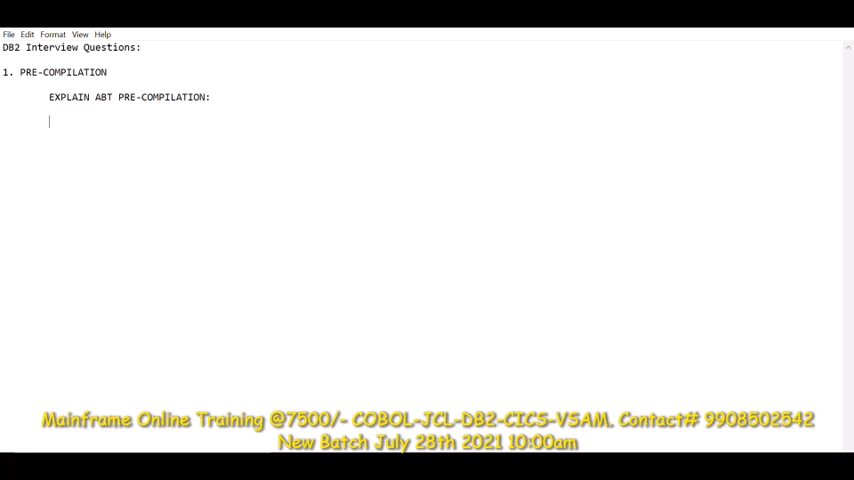 File Edit Format View Help
DB2 Interview Questions:
1. PRE-COMPILATION
EXPLAIN ABT PRE-COMPILATION:
Mainframe Online Training @7500/- COBOL-JCL-DB2-CICS-VSAM. Contact# 9908502542
New Batch July 28th 2021 10:00am